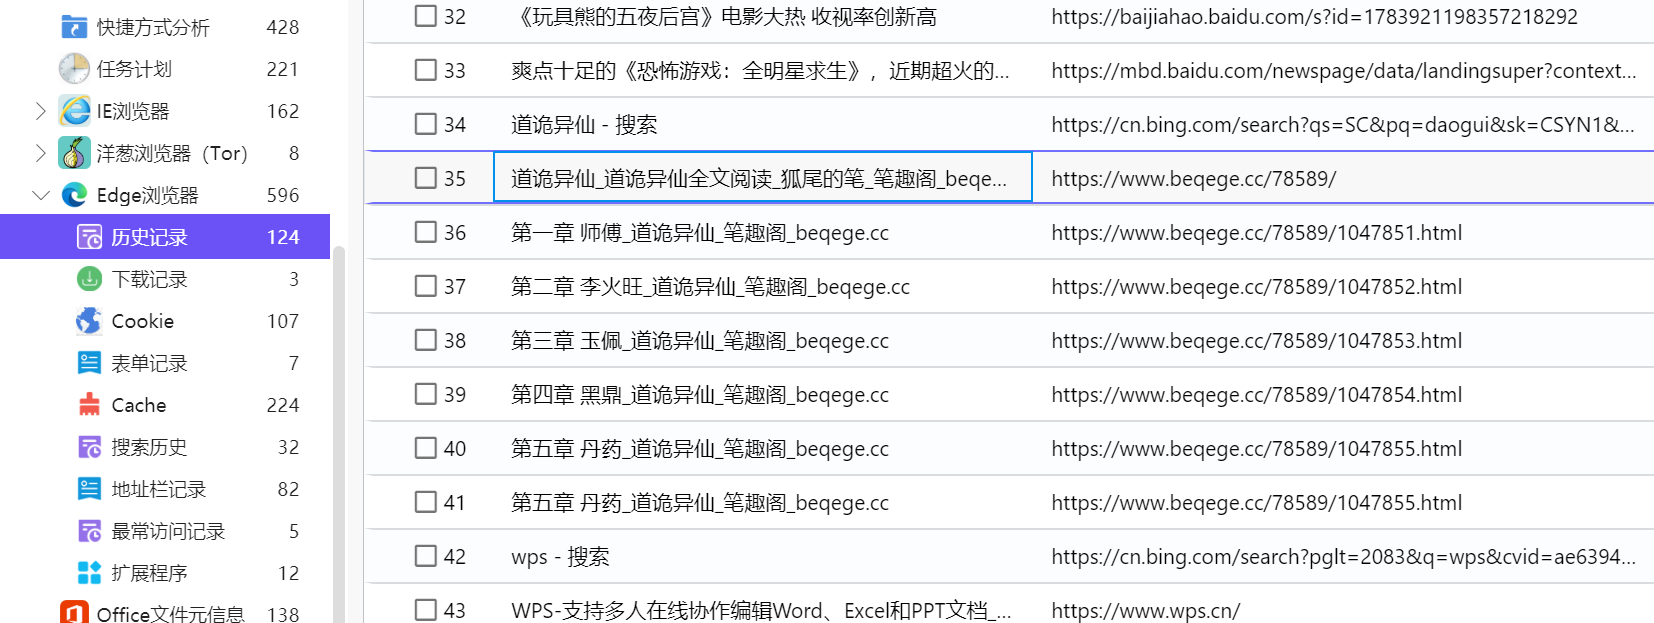 快捷方式分析 428
任务计划 221
IE浏览器 162
洋葱浏览器（Tor） 8
Edge浏览器 596
历史记录 124
下载记录 3
Cookie 107
表单记录 7
Cache 224
搜索历史 32
地址栏记录 82
最常访问记录 5
扩展程序 12
Office文件元信息 138
32 《玩具熊的五夜后宫》电影大热 收视率创新高 https://baijiahao.baidu.com/s?id=1783921198357218292
33 爽点十足的《恐怖游戏：全明星求生》，近期超火的... https://mbd.baidu.com/newspage/data/landingsuper?context...
34 道诡异仙 - 搜索 https://cn.bing.com/search?qs=SC&pq=daogui&sk=CSYN1&...
35 道诡异仙_道诡异仙全文阅读_狐尾的笔_笔趣阁_beqe... https://www.beqege.cc/78589/
36 第一章 师傅_道诡异仙_笔趣阁_beqege.cc https://www.beqege.cc/78589/1047851.html
37 第二章 李火旺_道诡异仙_笔趣阁_beqege.cc https://www.beqege.cc/78589/1047852.html
38 第三章 玉佩_道诡异仙_笔趣阁_beqege.cc https://www.beqege.cc/78589/1047853.html
39 第四章 黑鼎_道诡异仙_笔趣阁_beqege.cc https://www.beqege.cc/78589/1047854.html
40 第五章 丹药_道诡异仙_笔趣阁_beqege.cc https://www.beqege.cc/78589/1047855.html
41 第五章 丹药_道诡异仙_笔趣阁_beqege.cc https://www.beqege.cc/78589/1047855.html
42 wps - 搜索 https://cn.bing.com/search?pglt=2083&q=wps&cvid=ae6394...
43 WPS-支持多人在线协作编辑Word、Excel和PPT文档_... https://www.wps.cn/